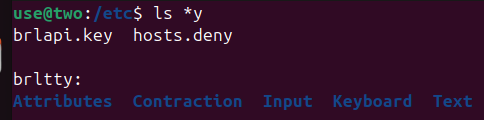 use@two:/etc$ ls *y
brlapi.key  hosts.deny
brltty:
Attributes  Contraction  Input  Keyboard  Text